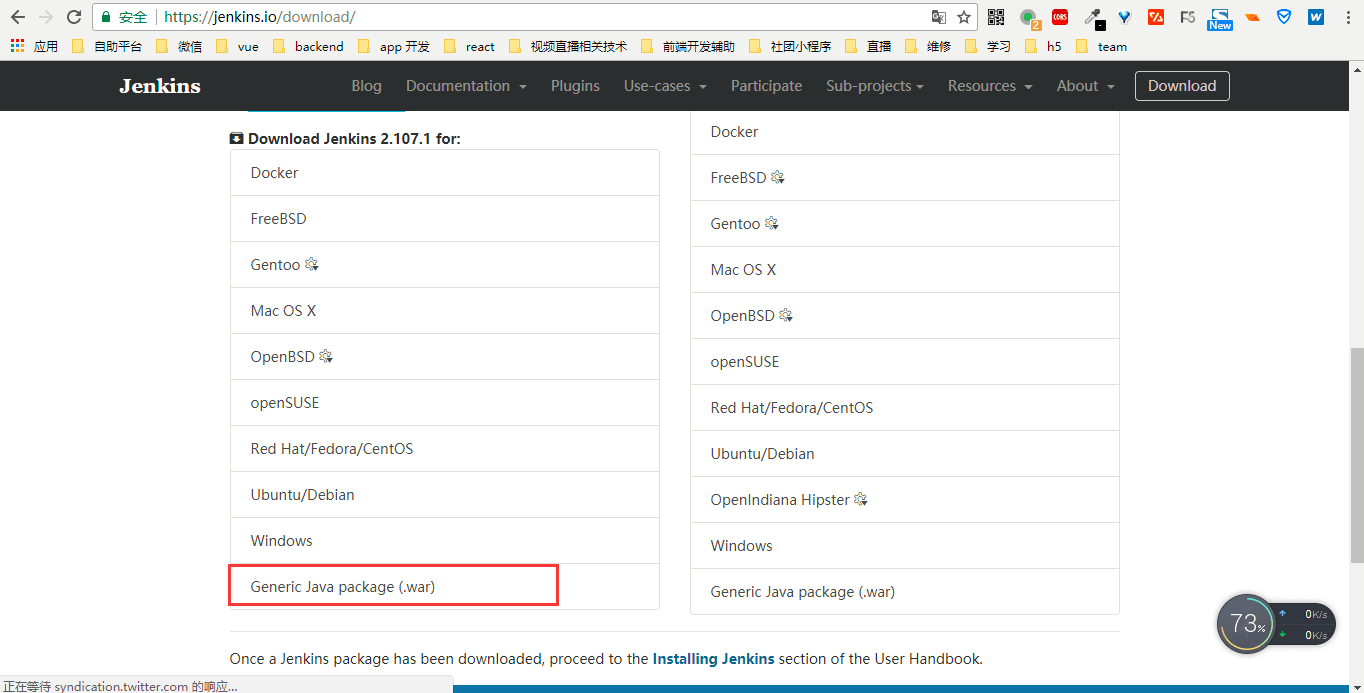 安全 https://jenkins.io/download/
CORS F5 W
2 New
应用 自助平台 微信 vue backend app 开发 react 视频直播相关技术 前端开发辅助 社团小程序 直播 维修 学习 h5 team
Jenkins Blog Documentation Plugins Use-cases Participate Sub-projects Resources About Download
Download Jenkins 2.107.1 for:
Docker
FreeBSD
Gentoo
Mac OS X
OpenBSD
openSUSE
Red Hat/Fedora/CentOS
Ubuntu/Debian
Windows
Generic Java package (.war)
Docker
FreeBSD
Gentoo
Mac OS X
OpenBSD
openSUSE
Red Hat/Fedora/CentOS
Ubuntu/Debian
OpenIndiana Hipster
Windows
Generic Java package (.war)
73%
0K/s
0K/s
Once a Jenkins package has been downloaded, proceed to the Installing Jenkins section of the User Handbook.
正在等待 syndication.twitter.com 的响应...